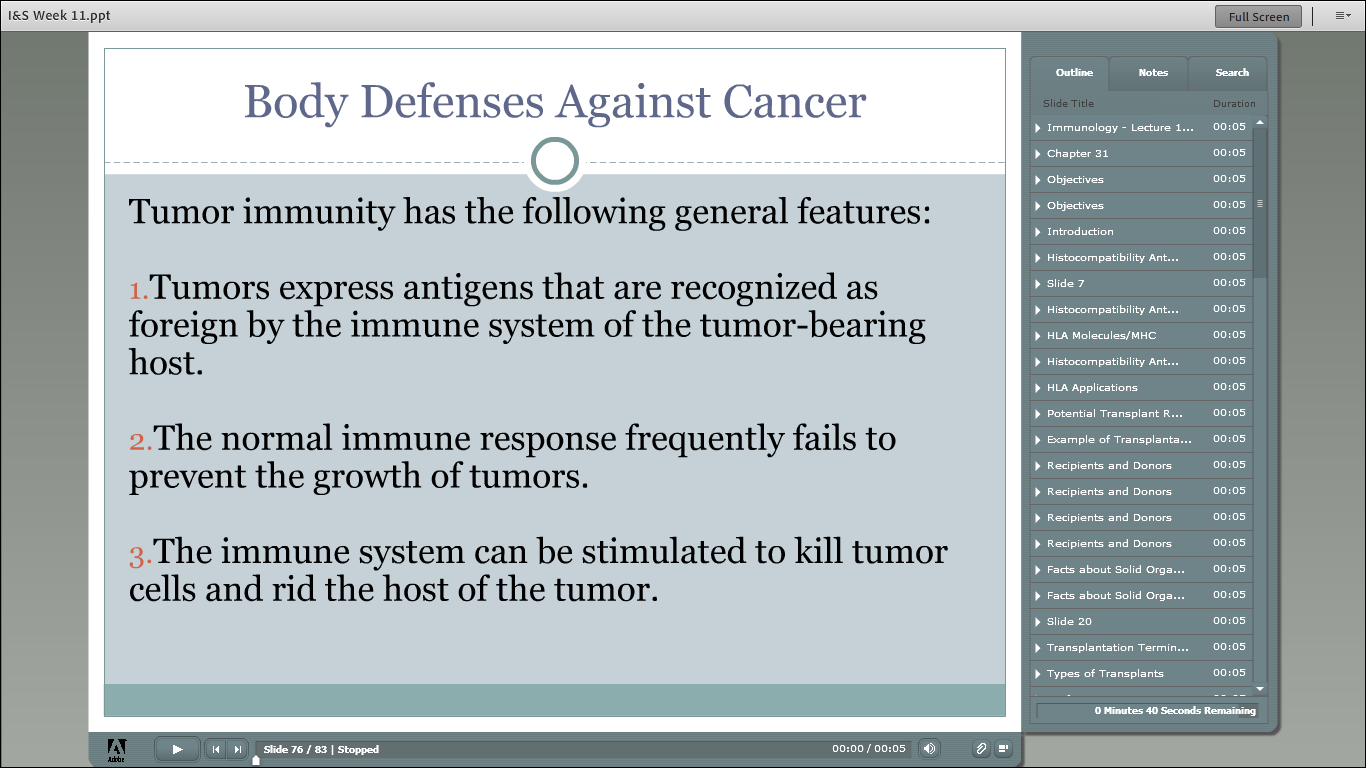 I&S Week 11.ppt
Full Screen
Body Defenses Against Cancer
Tumor immunity has the following general features:
1.Tumors express antigens that are recognized as
foreign by the immune system of the tumor-bearing
host.
2.The normal immune response frequently fails to
prevent the growth of tumors.
3.The immune system can be stimulated to kill tumor
cells and rid the host of the tumor.
Outline Notes Search
Slide Title Duration
Immunology - Lecture 1... 00:05
Chapter 31 00:05
Objectives 00:05
Objectives 00:05
Introduction 00:05
Histocompatibility Ant... 00:05
Slide 7 00:05
Histocompatibility Ant... 00:05
HLA Molecules/MHC 00:05
Histocompatibility Ant... 00:05
HLA Applications 00:05
Potential Transplant R... 00:05
Example of Transplanta... 00:05
Recipients and Donors 00:05
Recipients and Donors 00:05
Recipients and Donors 00:05
Recipients and Donors 00:05
Facts about Solid Orga... 00:05
Facts about Solid Orga... 00:05
Slide 20 00:05
Transplantation Termin... 00:05
Types of Transplants 00:05
0 Minutes 40 Seconds Remaining
Adobe
Slide 76 / 83 | Stopped
00:00 / 00:05